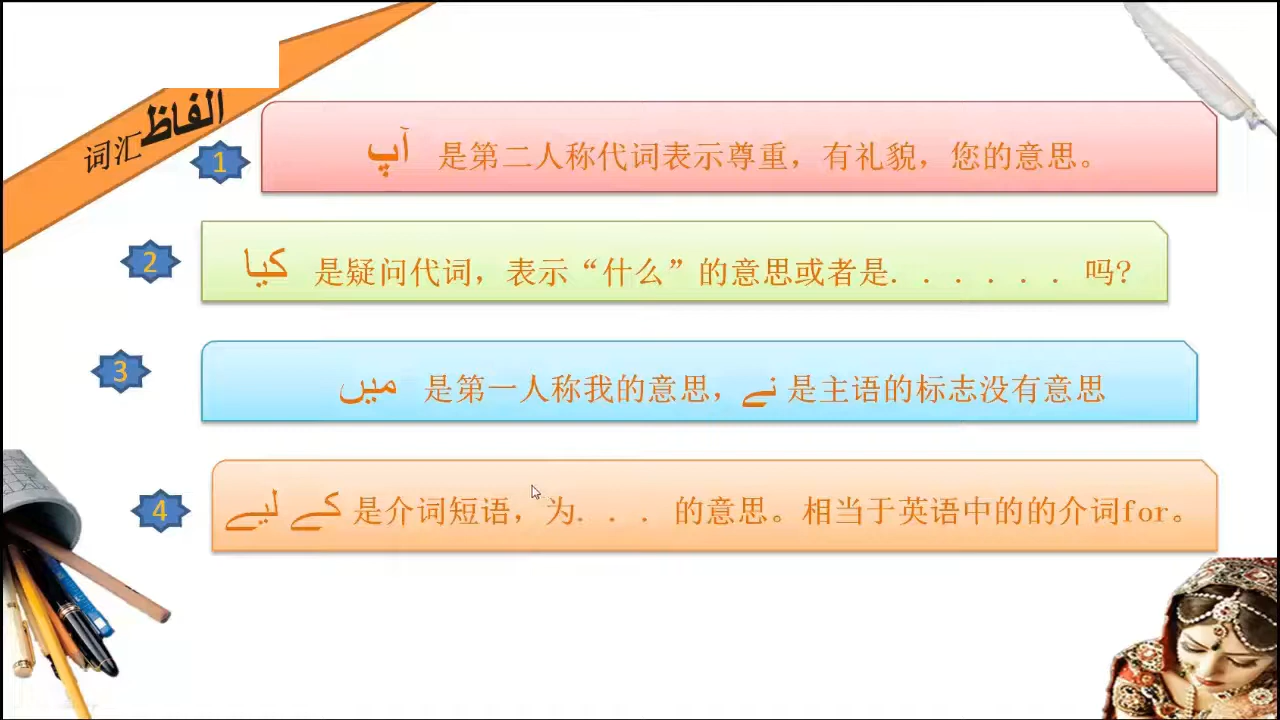 الفاظ
词汇
1
آپ 是第二人称代词表示尊重，有礼貌，您的意思。
2
کیا 是疑问代词，表示“什么”的意思或者是. . . . . . 吗?
3
میں 是第一人称我的意思，نے 是主语的标志没有意思
4
کے لیے 是介词短语，为. . . 的意思。相当于英语中的的介词for。